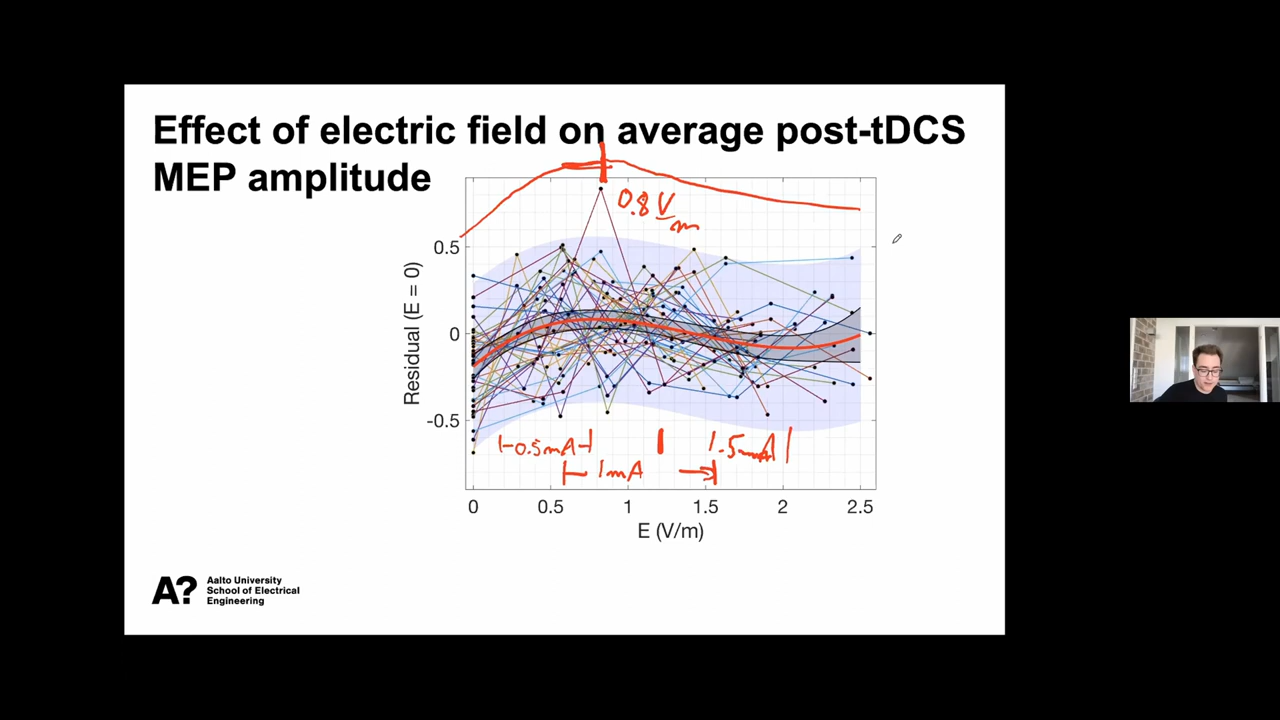 Effect of electric field on average post-tDCS
MEP amplitude
0.8 V/m
0.5
0
-0.5
Residual (E = 0)
0.5mA
1.5mA
1mA
0
0.5
1
1.5
2
2.5
E (V/m)
A?
Aalto University
School of Electrical
Engineering